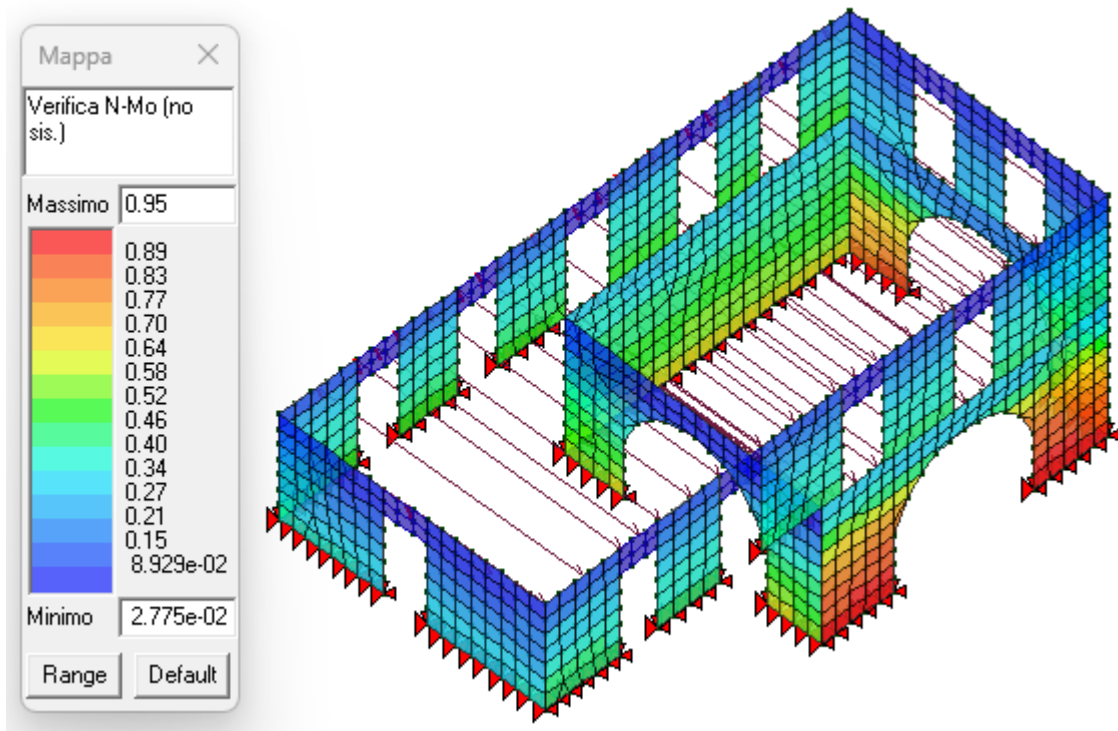 Mappa
Verifica N-Mo (no
sis.)
Massimo 0.95
0.89
0.83
0.77
0.70
0.64
0.58
0.52
0.46
0.40
0.34
0.27
0.21
0.15
8.929e-02
Minimo 2.775e-02
Range Default